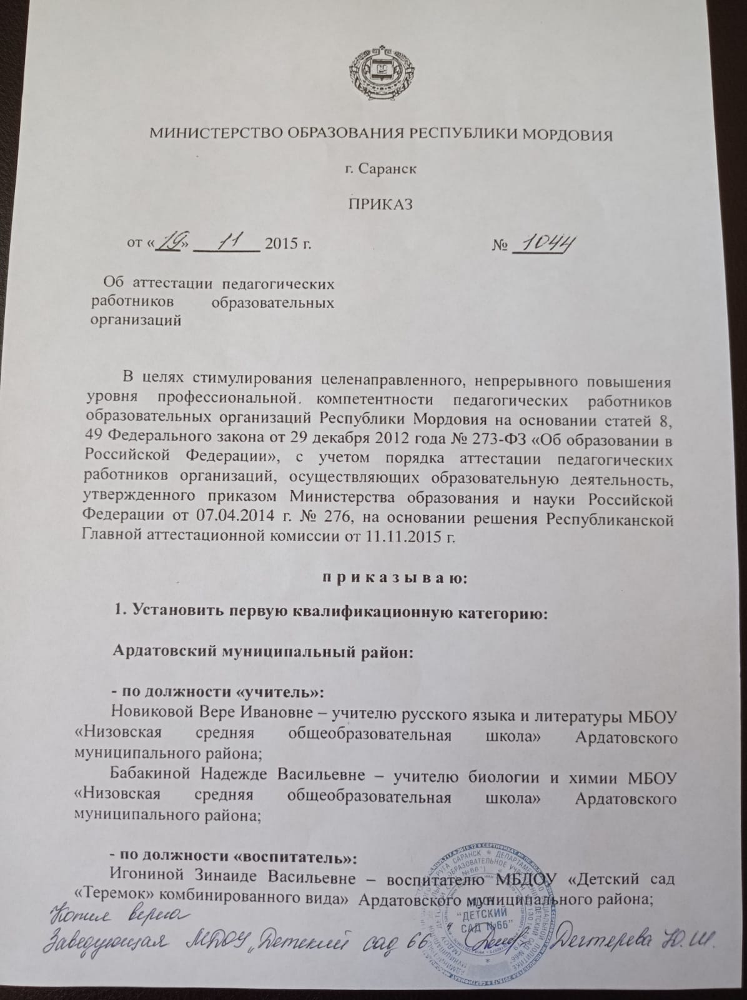 МИНИСТЕРСТВО ОБРАЗОВАНИЯ РЕСПУБЛИКИ МОРДОВИЯ
г. Саранск
ПРИКАЗ
от «19» 11 2015 г. № 1044
Об аттестации педагогических
работников образовательных
организаций
В целях стимулирования целенаправленного, непрерывного повышения
уровня профессиональной компетентности педагогических работников
образовательных организаций Республики Мордовия на основании статей 8,
49 Федерального закона от 29 декабря 2012 года № 273-ФЗ «Об образовании в
Российской Федерации», с учетом порядка аттестации педагогических
работников организаций, осуществляющих образовательную деятельность,
утвержденного приказом Министерства образования и науки Российской
Федерации от 07.04.2014 г. № 276, на основании решения Республиканской
Главной аттестационной комиссии от 11.11.2015 г.
п р и к а з ы в а ю:
1. Установить первую квалификационную категорию:
Ардатовский муниципальный район:
- по должности «учитель»:
Новиковой Вере Ивановне – учителю русского языка и литературы МБОУ
«Низовская средняя общеобразовательная школа» Ардатовского
муниципального района;
Бабакиной Надежде Васильевне – учителю биологии и химии МБОУ
«Низовская средняя общеобразовательная школа» Ардатовского
муниципального района;
- по должности «воспитатель»:
Игониной Зинаиде Васильевне – воспитателю МБДОУ «Детский сад
«Теремок» комбинированного вида» Ардатовского муниципального района;
Копия верна
Заведующая МДОУ „Детский сад 66" Дегтерева Ю.Ш.
МДОУ
"ДЕТСКИЙ
САД №66"